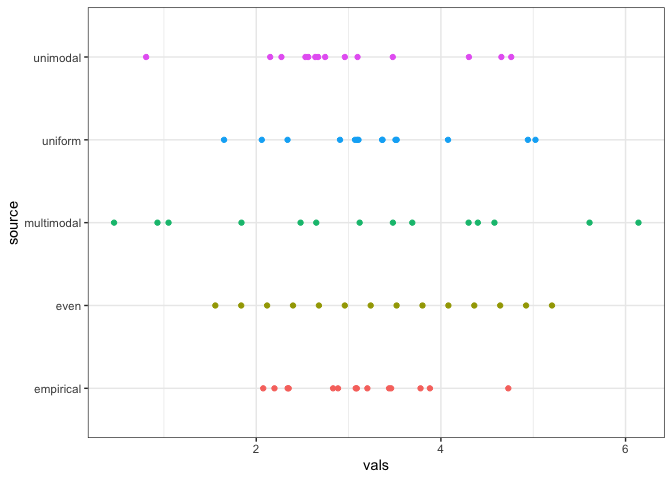 unimodal
uniform
multimodal
even
empirical
source
2
4
6
vals